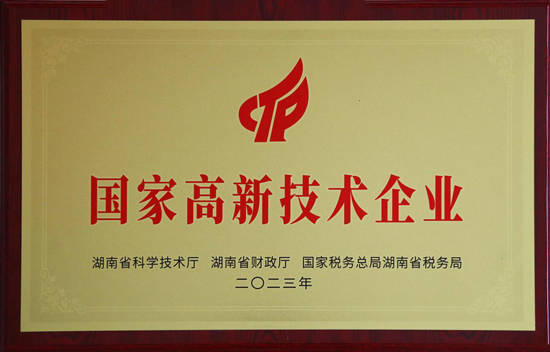 CTP
国家高新技术企业
湖南省科学技术厅 湖南省财政厅 国家税务总局湖南省税务局
二〇二三年